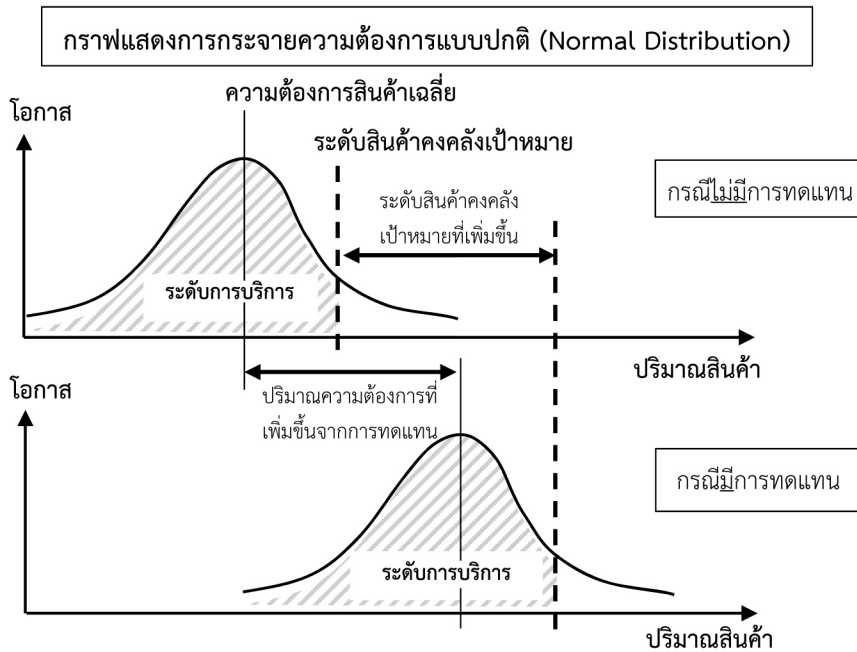 กราฟแสดงการกระจายความต้องการแบบปกติ (Normal Distribution)
ความต้องการสินค้าเฉลี่ย
โอกาส
ระดับสินค้าคงคลังเป้าหมาย
ระดับสินค้าคงคลัง
เป้าหมายที่เพิ่มขึ้น
กรณีไม่มีการทดแทน
ระดับการบริการ
ปริมาณสินค้า
โอกาส
ปริมาณความต้องการที่
เพิ่มขึ้นจากการทดแทน
กรณีมีการทดแทน
ระดับการบริการ
ปริมาณสินค้า